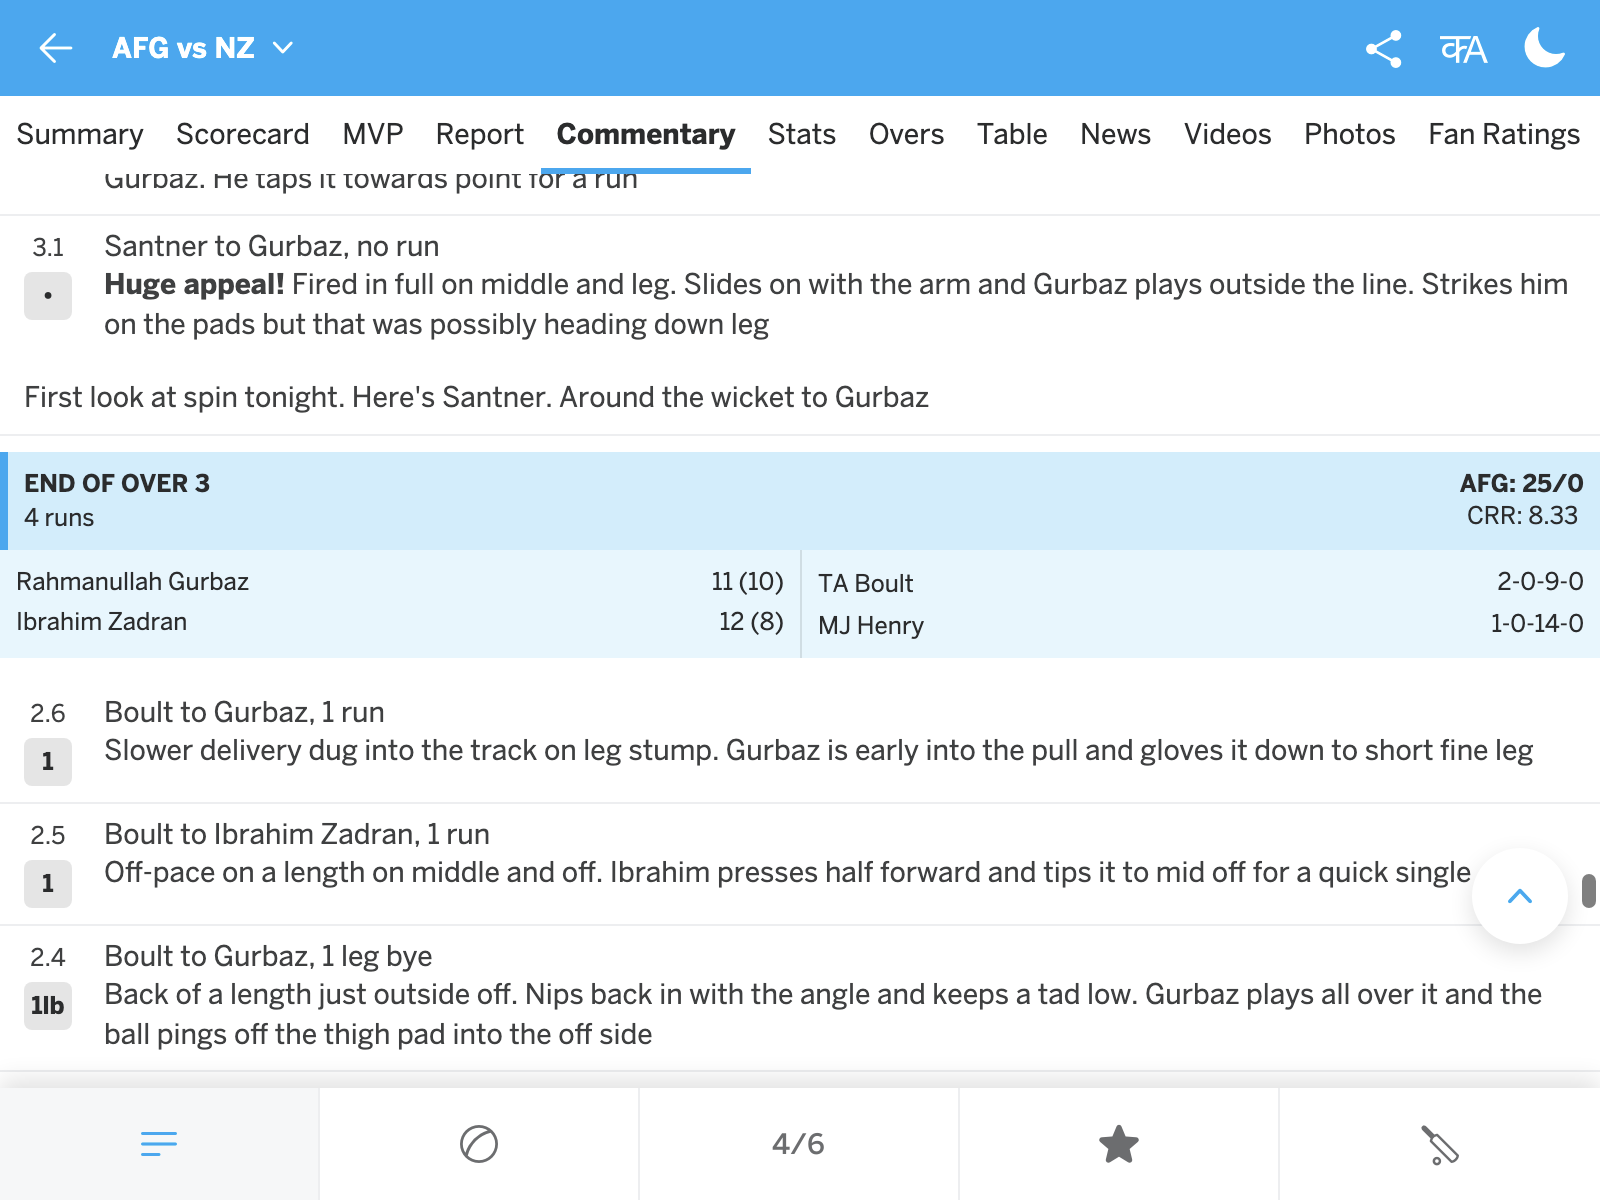 AFG vs NZ
क A
Summary Scorecard MVP Report Commentary Stats Overs Table News Videos Photos Fan Ratings
Gurbaz. He taps it towards point for a run
3.1 Santner to Gurbaz, no run
• Huge appeal! Fired in full on middle and leg. Slides on with the arm and Gurbaz plays outside the line. Strikes him
on the pads but that was possibly heading down leg
First look at spin tonight. Here's Santner. Around the wicket to Gurbaz
END OF OVER 3 AFG: 25/0
4 runs CRR: 8.33
Rahmanullah Gurbaz 11 (10) TA Boult 2-0-9-0
Ibrahim Zadran 12 (8) MJ Henry 1-0-14-0
2.6 Boult to Gurbaz, 1 run
1 Slower delivery dug into the track on leg stump. Gurbaz is early into the pull and gloves it down to short fine leg
2.5 Boult to Ibrahim Zadran, 1 run
1 Off-pace on a length on middle and off. Ibrahim presses half forward and tips it to mid off for a quick single
2.4 Boult to Gurbaz, 1 leg bye
1lb Back of a length just outside off. Nips back in with the angle and keeps a tad low. Gurbaz plays all over it and the
ball pings off the thigh pad into the off side
4/6